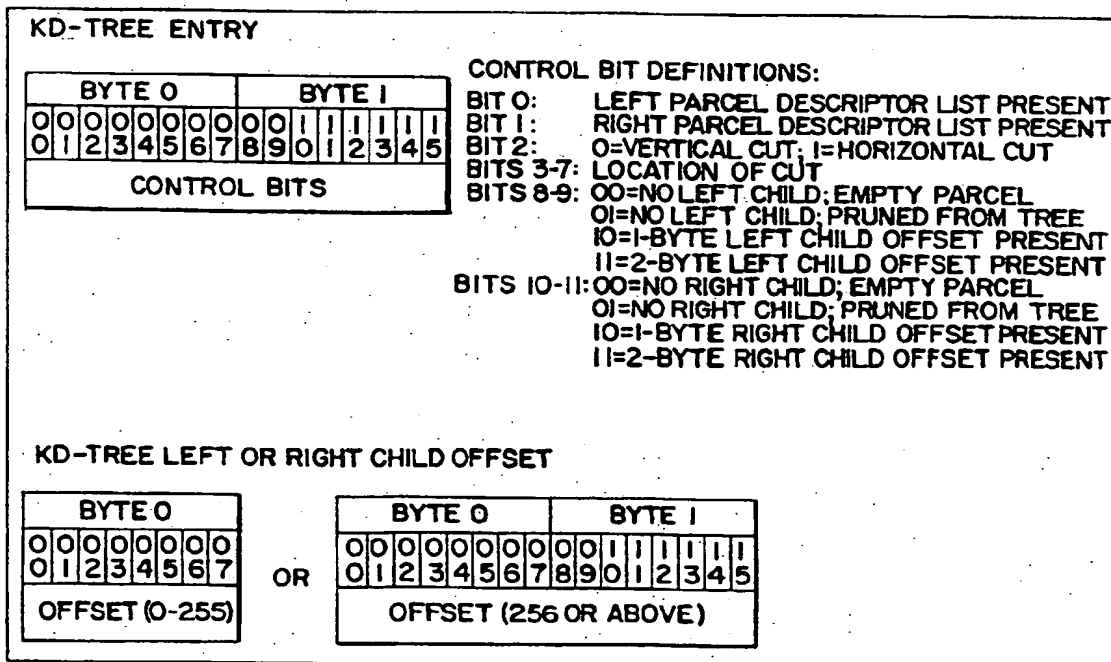 KD-TREE ENTRY
BYTE 0 BYTE 1
0 0 0 0 0 0 0 0 0 0 1 1 1 1 1 1
0 1 2 3 4 5 6 7 8 9 0 1 2 3 4 5
CONTROL BITS
CONTROL BIT DEFINITIONS:
BIT 0: LEFT PARCEL DESCRIPTOR LIST PRESENT
BIT 1: RIGHT PARCEL DESCRIPTOR LIST PRESENT
BIT 2: 0=VERTICAL CUT; 1=HORIZONTAL CUT
BITS 3-7: LOCATION OF CUT
BITS 8-9: 00=NO LEFT CHILD; EMPTY PARCEL
01=NO LEFT CHILD; PRUNED FROM TREE
10=1-BYTE LEFT CHILD OFFSET PRESENT
11=2-BYTE LEFT CHILD OFFSET PRESENT
BITS 10-11: 00=NO RIGHT CHILD; EMPTY PARCEL
01=NO RIGHT CHILD; PRUNED FROM TREE
10=1-BYTE RIGHT CHILD OFFSET PRESENT
11=2-BYTE RIGHT CHILD OFFSET PRESENT
KD-TREE LEFT OR RIGHT CHILD OFFSET
BYTE 0
0 0 0 0 0 0 0 0
0 1 2 3 4 5 6 7
OFFSET (0-255)
OR
BYTE 0 BYTE 1
0 0 0 0 0 0 0 0 0 0 1 1 1 1 1 1
0 1 2 3 4 5 6 7 8 9 0 1 2 3 4 5
OFFSET (256 OR ABOVE)